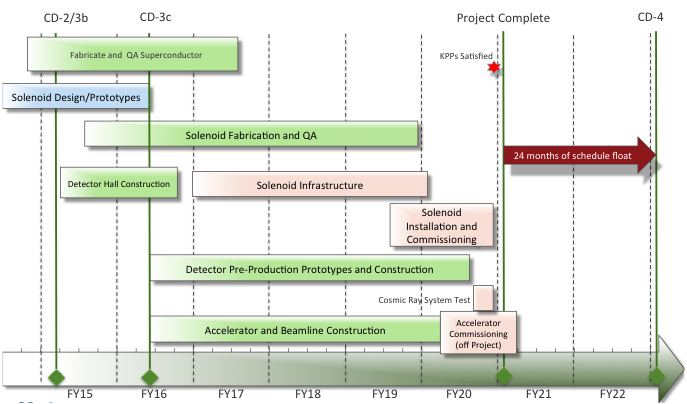 CD-2/3b
CD-3c
Project Complete
CD-4
Fabricate and QA Superconductor
KPPs Satisfied
Solenoid Design/Prototypes
Solenoid Fabrication and QA
24 months of schedule float
Detector Hall Construction
Solenoid Infrastructure
Solenoid
Installation and
Commissioning
Detector Pre-Production Prototypes and Construction
Cosmic Ray System Test
Accelerator and Beamline Construction
Accelerator
Commissioning
(off Project)
FY15
FY16
FY17
FY18
FY19
FY20
FY21
FY22